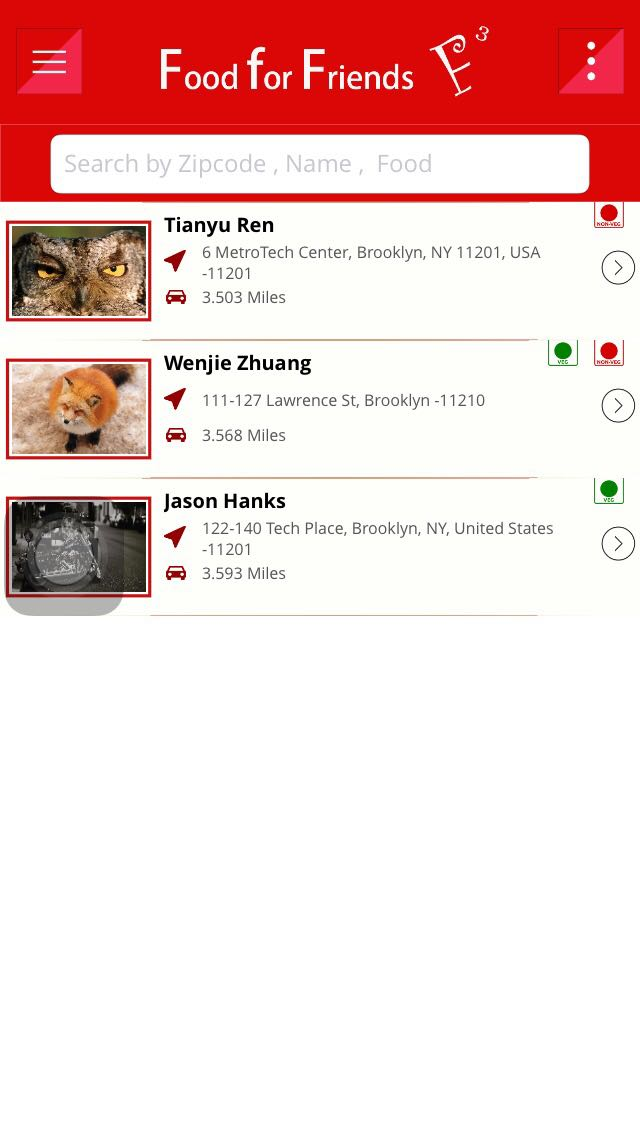 Food for Friends F3
Search by Zipcode , Name ,  Food
Tianyu Ren
NON-VEG
6 MetroTech Center, Brooklyn, NY 11201, USA
-11201
3.503 Miles
Wenjie Zhuang
VEG
NON-VEG
111-127 Lawrence St, Brooklyn -11210
3.568 Miles
Jason Hanks
VEG
122-140 Tech Place, Brooklyn, NY, United States
-11201
3.593 Miles